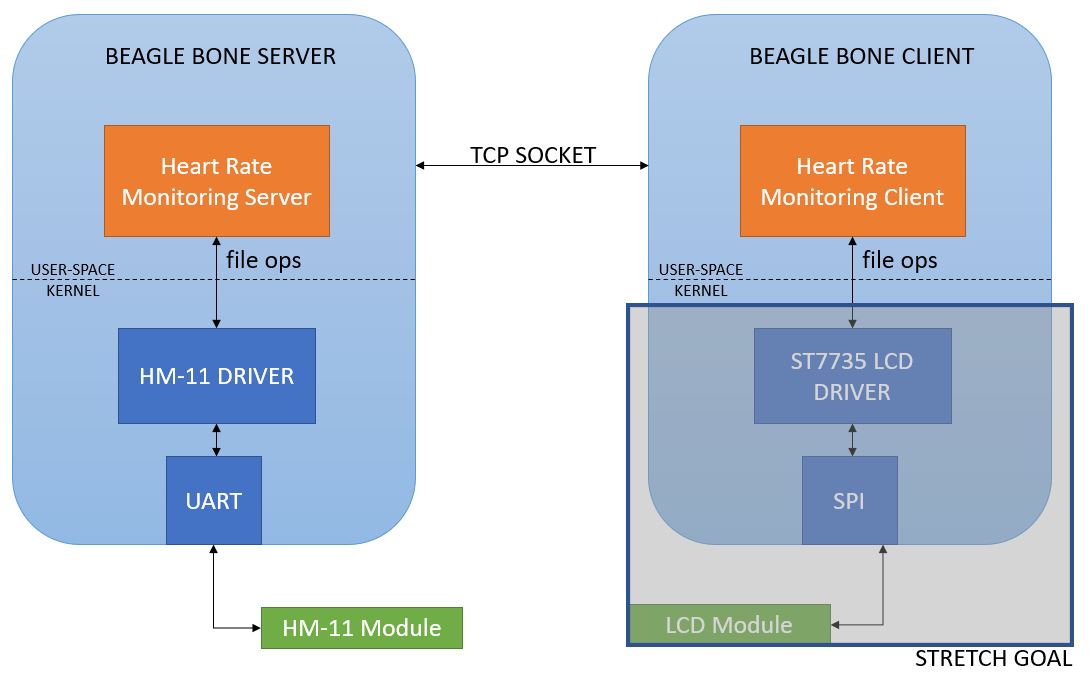 BEAGLE BONE SERVER
Heart Rate
Monitoring Server
file ops
USER-SPACE
KERNEL
HM-11 DRIVER
UART
HM-11 Module
TCP SOCKET
BEAGLE BONE CLIENT
Heart Rate
Monitoring Client
file ops
USER-SPACE
KERNEL
ST7735 LCD
DRIVER
SPI
LCD Module
STRETCH GOAL